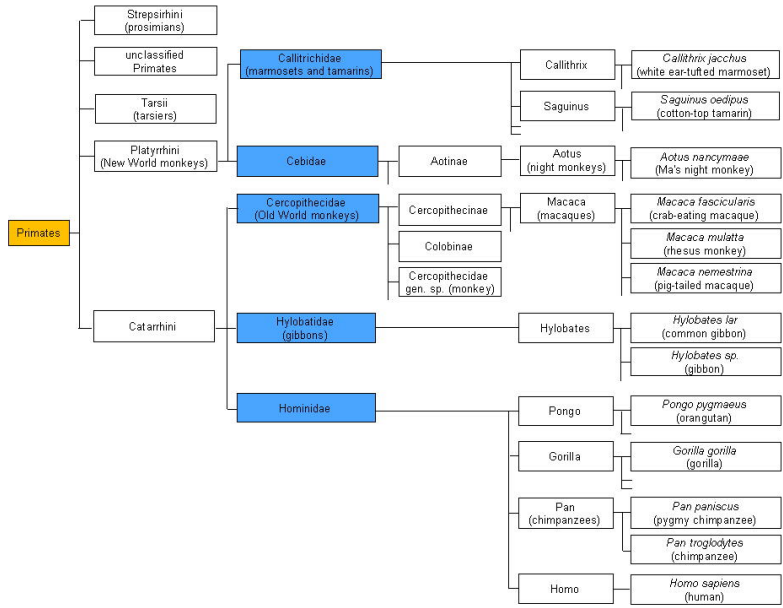 Strepsirhini
(prosimians)
unclassified
Primates
Callitrichidae
(marmosets and tamarins)
Callithrix
Callithrix jacchus
(white ear-tufted marmoset)
Tarsii
(tarsiers)
Saguinus
Saguinus oedipus
(cotton-top tamarin)
Platyrrhini
(New World monkeys)
Cebidae
Aotinae
Aotus
(night monkeys)
Aotus nancymaae
(Ma's night monkey)
Primates
Cercopithecidae
(Old World monkeys)
Cercopithecinae
Macaca
(macaques)
Macaca fascicularis
(crab-eating macaque)
Colobinae
Macaca mulatta
(rhesus monkey)
Cercopithecidae
gen. sp. (monkey)
Macaca nemestrina
(pig-tailed macaque)
Catarrhini
Hylobatidae
(gibbons)
Hylobates
Hylobates lar
(common gibbon)
Hylobates sp.
(gibbon)
Hominidae
Pongo
Pongo pygmaeus
(orangutan)
Gorilla
Gorilla gorilla
(gorilla)
Pan
(chimpanzees)
Pan paniscus
(pygmy chimpanzee)
Pan troglodytes
(chimpanzee)
Homo
Homo sapiens
(human)